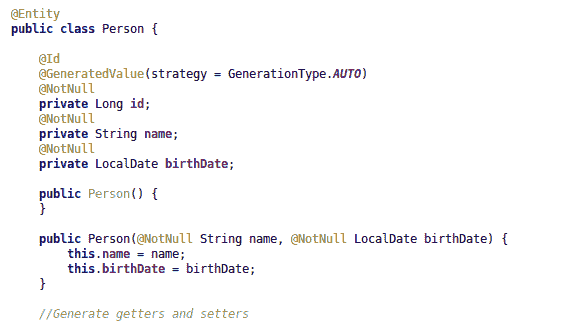 @Entity
public class Person {
@Id
@GeneratedValue(strategy = GenerationType.AUTO)
@NotNull
private Long id;
@NotNull
private String name;
@NotNull
private LocalDate birthDate;
public Person() {
}
public Person(@NotNull String name, @NotNull LocalDate birthDate) {
this.name = name;
this.birthDate = birthDate;
}
//Generate getters and setters